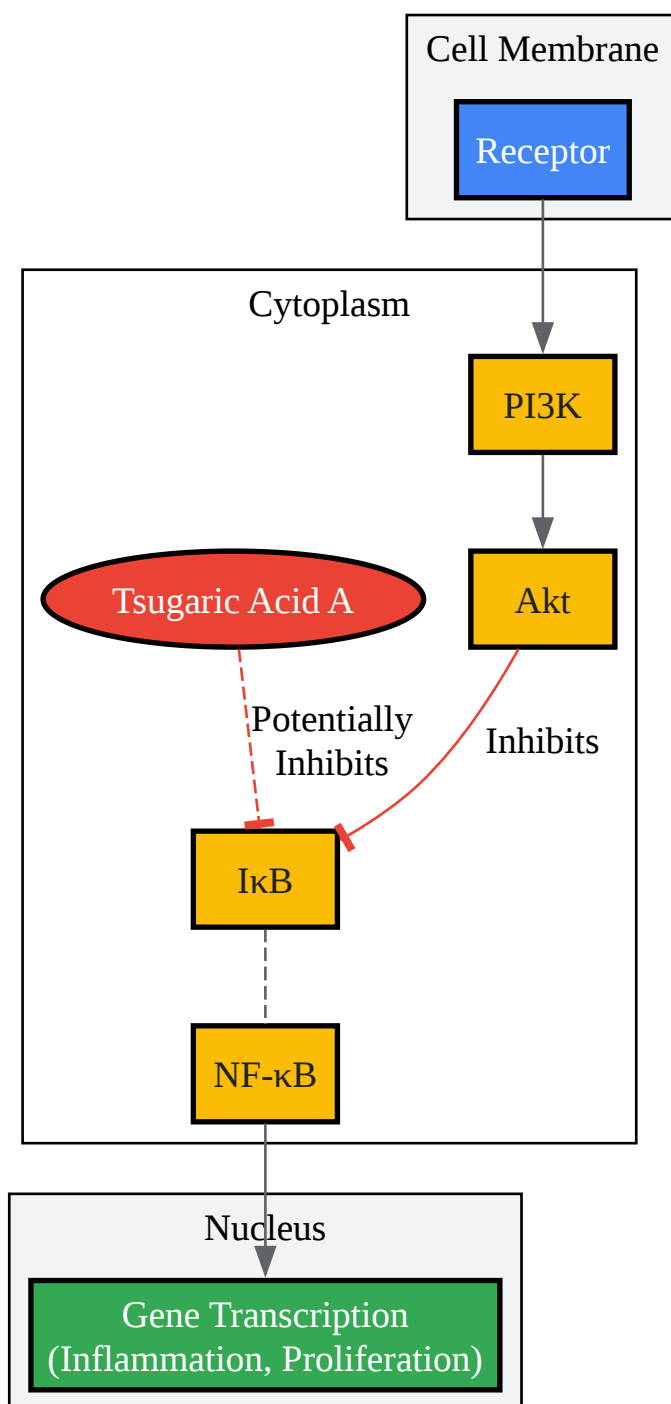 Cell Membrane
Receptor
Cytoplasm
PI3K
Tsugaric Acid A
Akt
Potentially
Inhibits
Inhibits
IκB
NF-κB
Nucleus
Gene Transcription
(Inflammation, Proliferation)